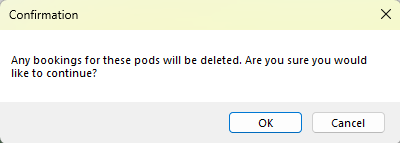 Confirmation
Any bookings for these pods will be deleted. Are you sure you would
like to continue?
OK
Cancel